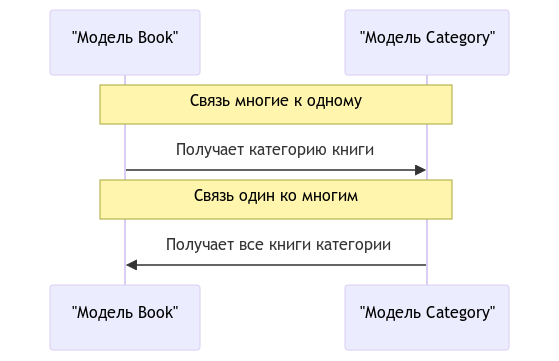 "Модель Book"
"Модель Category"
Связь многие к одному
Получает категорию книги
Связь один ко многим
Получает все книги категории
"Модель Book"
"Модель Category"